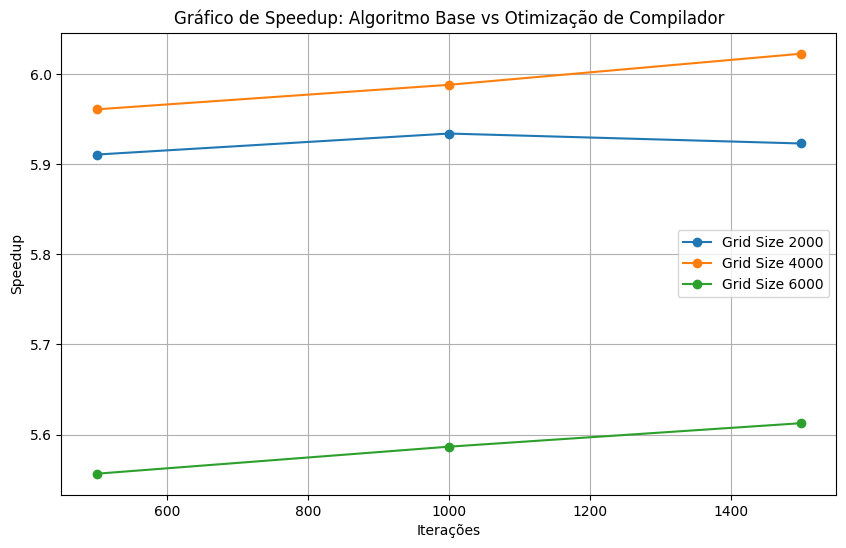 Gráfico de Speedup: Algoritmo Base vs Otimização de Compilador
6.0
5.9
5.8
5.7
5.6
Speedup
Grid Size 2000
Grid Size 4000
Grid Size 6000
600
800
1000
1200
1400
Iterações